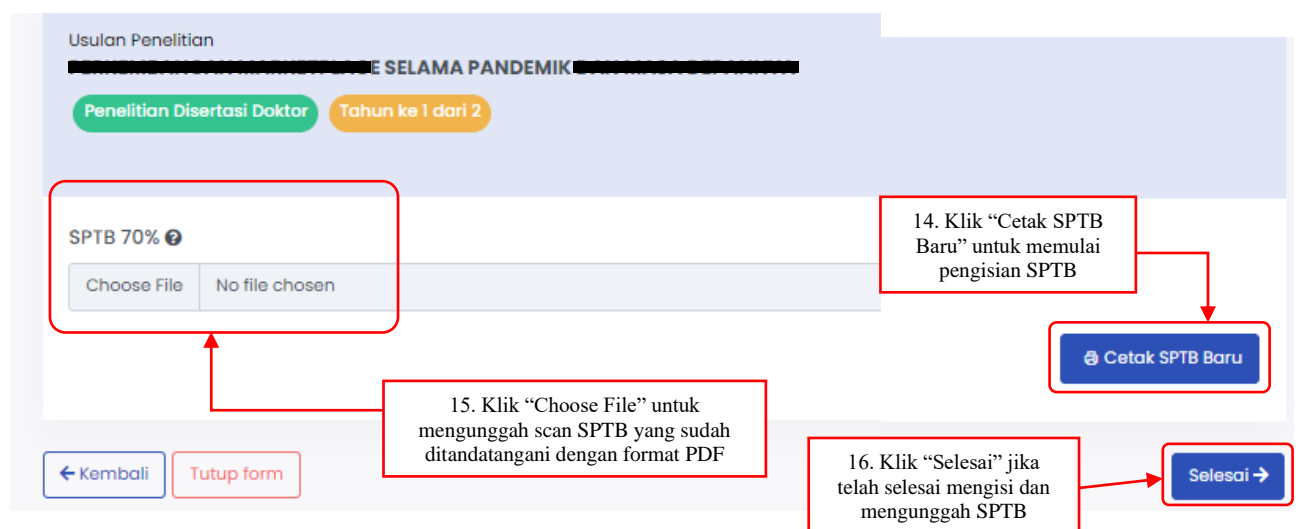 Usulan Penelitian
E SELAMA PANDEMIK
Penelitian Disertasi Doktor
Tahun ke 1 dari 2
SPTB 70%
Choose File
No file chosen
14. Klik “Cetak SPTB
Baru” untuk memulai
pengisian SPTB
Cetak SPTB Baru
15. Klik “Choose File” untuk
mengunggah scan SPTB yang sudah
ditandatangani dengan format PDF
Kembali
Tutup form
16. Klik “Selesai” jika
telah selesai mengisi dan
mengunggah SPTB
Selesai